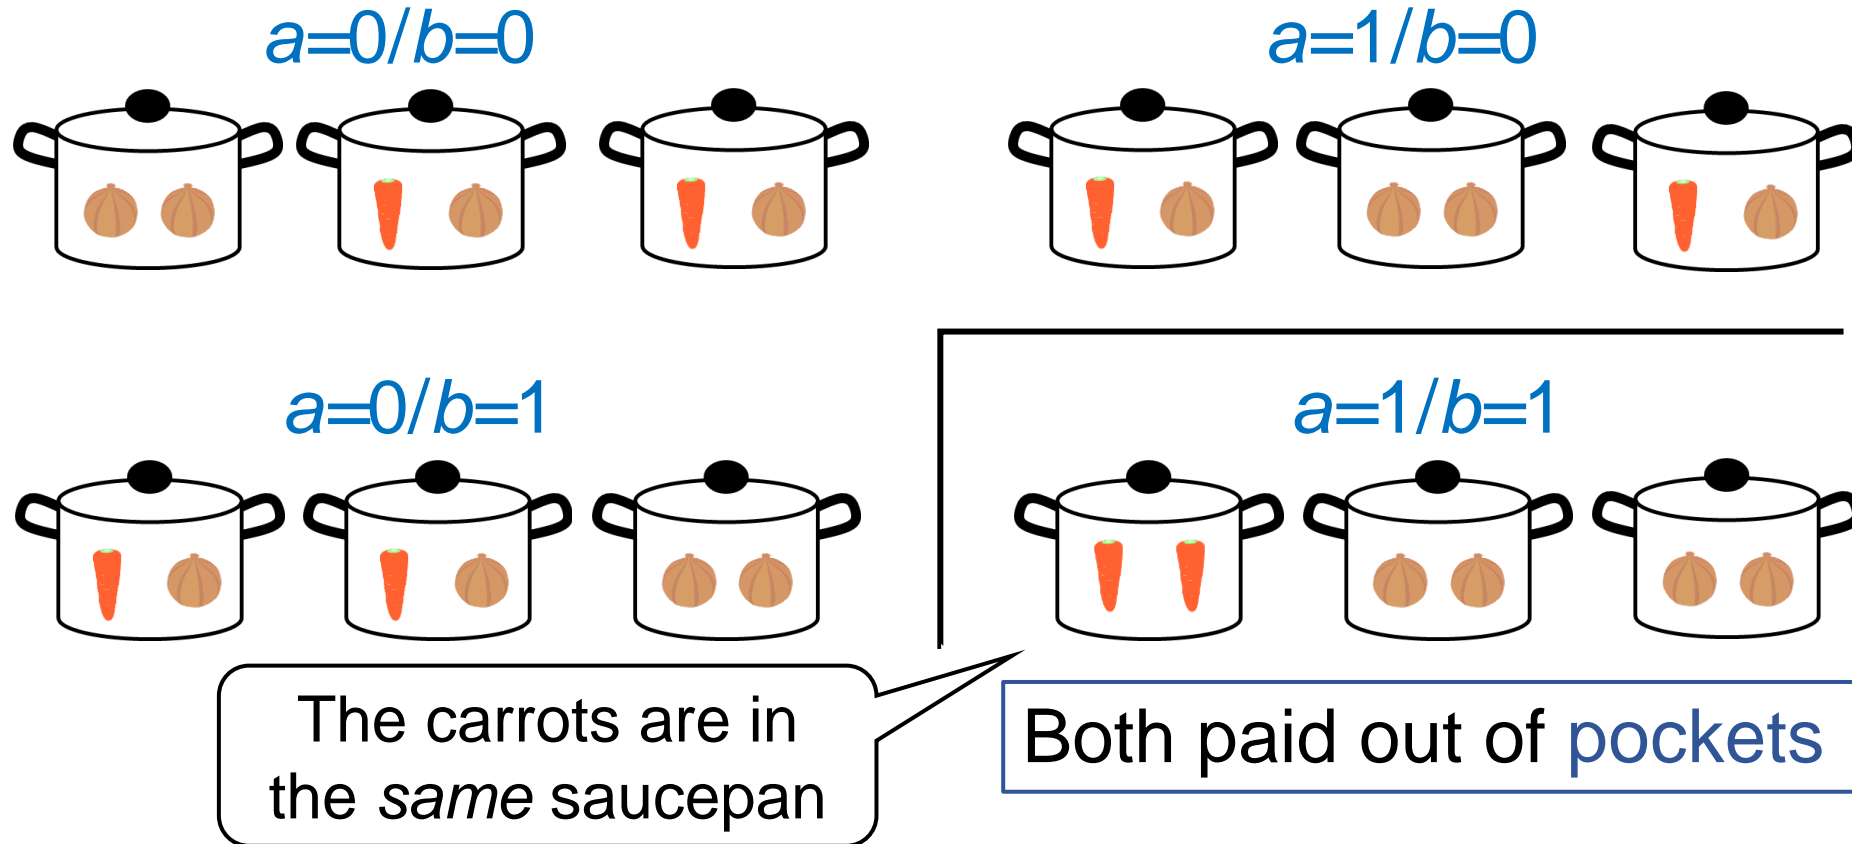 a=0/b=0
a=1/b=0
a=0/b=1
a=1/b=1
The carrots are in
the same saucepan
Both paid out of pockets